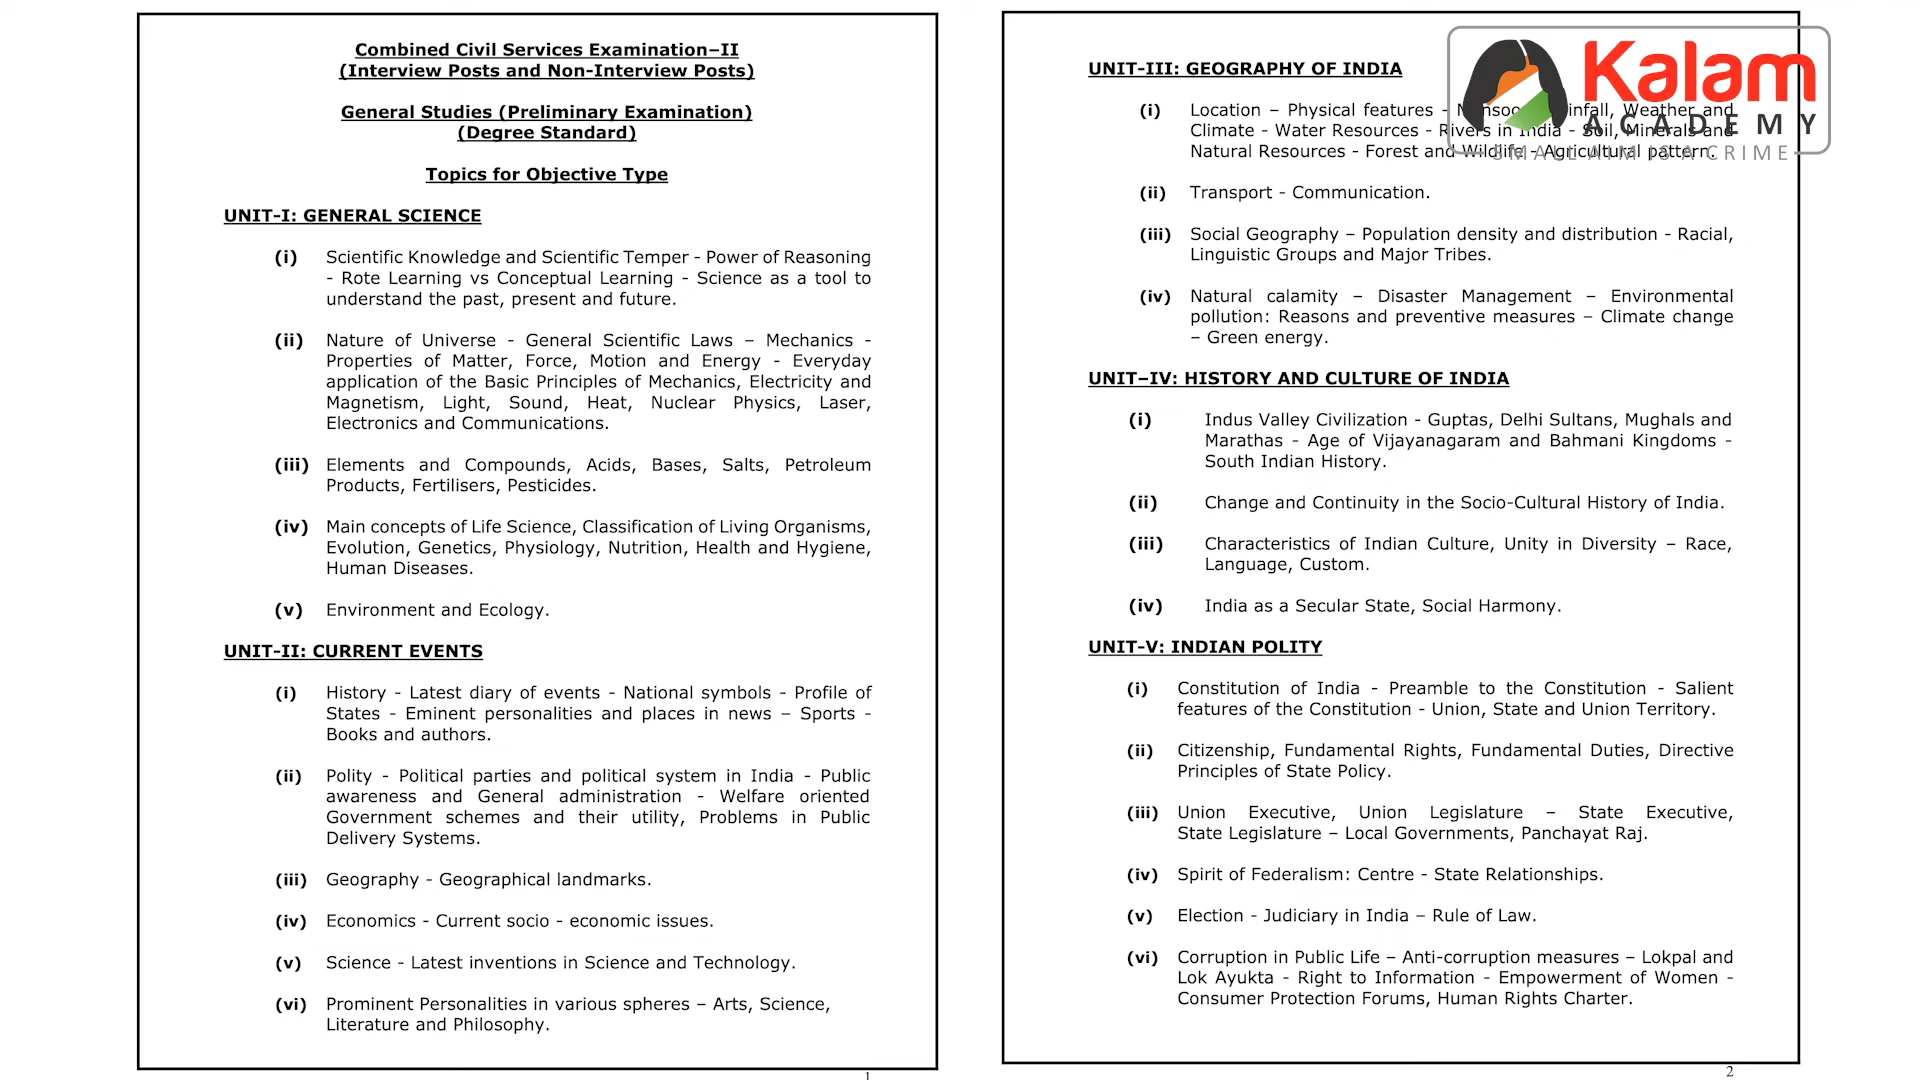 Combined Civil Services Examination–II
(Interview Posts and Non-Interview Posts)
General Studies (Preliminary Examination)
(Degree Standard)
Topics for Objective Type
UNIT-I: GENERAL SCIENCE
(i) Scientific Knowledge and Scientific Temper - Power of Reasoning
- Rote Learning vs Conceptual Learning - Science as a tool to
understand the past, present and future.
(ii) Nature of Universe - General Scientific Laws – Mechanics -
Properties of Matter, Force, Motion and Energy - Everyday
application of the Basic Principles of Mechanics, Electricity and
Magnetism, Light, Sound, Heat, Nuclear Physics, Laser,
Electronics and Communications.
(iii) Elements and Compounds, Acids, Bases, Salts, Petroleum
Products, Fertilisers, Pesticides.
(iv) Main concepts of Life Science, Classification of Living Organisms,
Evolution, Genetics, Physiology, Nutrition, Health and Hygiene,
Human Diseases.
(v) Environment and Ecology.
UNIT-II: CURRENT EVENTS
(i) History - Latest diary of events - National symbols - Profile of
States - Eminent personalities and places in news – Sports -
Books and authors.
(ii) Polity - Political parties and political system in India - Public
awareness and General administration - Welfare oriented
Government schemes and their utility, Problems in Public
Delivery Systems.
(iii) Geography - Geographical landmarks.
(iv) Economics - Current socio - economic issues.
(v) Science - Latest inventions in Science and Technology.
(vi) Prominent Personalities in various spheres – Arts, Science,
Literature and Philosophy.
1
UNIT-III: GEOGRAPHY OF INDIA
(i) Location – Physical features - Weather and
Climate - Water Resources - Rivers in India - Soil, Minerals and
Natural Resources - Forest and Wildlife - Agricultural pattern.
(ii) Transport - Communication.
(iii) Social Geography – Population density and distribution - Racial,
Linguistic Groups and Major Tribes.
(iv) Natural calamity – Disaster Management – Environmental
pollution: Reasons and preventive measures – Climate change
– Green energy.
UNIT–IV: HISTORY AND CULTURE OF INDIA
(i) Indus Valley Civilization - Guptas, Delhi Sultans, Mughals and
Marathas - Age of Vijayanagaram and Bahmani Kingdoms -
South Indian History.
(ii) Change and Continuity in the Socio-Cultural History of India.
(iii) Characteristics of Indian Culture, Unity in Diversity – Race,
Language, Custom.
(iv) India as a Secular State, Social Harmony.
UNIT-V: INDIAN POLITY
(i) Constitution of India - Preamble to the Constitution - Salient
features of the Constitution - Union, State and Union Territory.
(ii) Citizenship, Fundamental Rights, Fundamental Duties, Directive
Principles of State Policy.
(iii) Union Executive, Union Legislature – State Executive,
State Legislature – Local Governments, Panchayat Raj.
(iv) Spirit of Federalism: Centre - State Relationships.
(v) Election - Judiciary in India – Rule of Law.
(vi) Corruption in Public Life – Anti-corruption measures – Lokpal and
Lok Ayukta - Right to Information - Empowerment of Women -
Consumer Protection Forums, Human Rights Charter.
2
Kalam
ACADEMY
SMALL AIM IS A CRIME